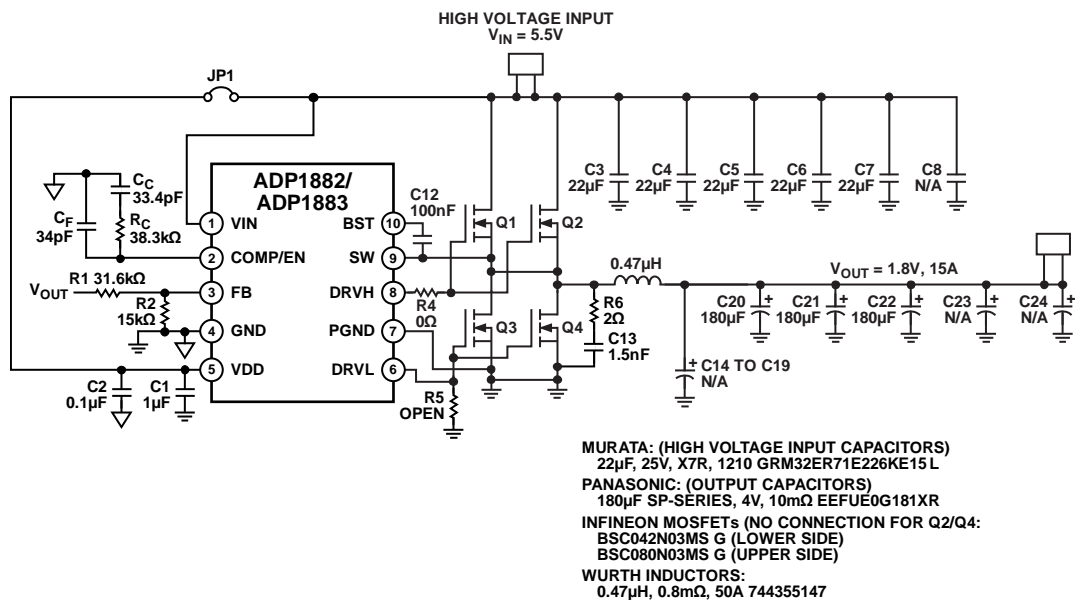 HIGH VOLTAGE INPUT
VIN = 5.5V
JP1
ADP1882/
ADP1883
CC
33.4pF
CF
34pF
RC
38.3kΩ
VOUT
R1 31.6kΩ
R2
15kΩ
C2
0.1µF
C1
1µF
1
VIN
2
COMP/EN
3
FB
4
GND
5
VDD
BST
10
SW
9
DRVH
8
PGND
7
DRVL
6
C12
100nF
R4
0Ω
R5
OPEN
Q1
Q2
Q3
Q4
0.47µH
R6
2Ω
C13
1.5nF
C3
22µF
C4
22µF
C5
22µF
C6
22µF
C7
22µF
C8
N/A
VOUT = 1.8V, 15A
C20
180µF
+
C21
180µF
+
C22
180µF
+
C23
N/A
+
C24
N/A
+
+
C14 TO C19
N/A
MURATA: (HIGH VOLTAGE INPUT CAPACITORS)
22µF, 25V, X7R, 1210 GRM32ER71E226KE15L
PANASONIC: (OUTPUT CAPACITORS)
180µF SP-SERIES, 4V, 10mΩ EEFUE0G181XR
INFINEON MOSFETs (NO CONNECTION FOR Q2/Q4:
BSC042N03MS G (LOWER SIDE)
BSC080N03MS G (UPPER SIDE)
WURTH INDUCTORS:
0.47µH, 0.8mΩ, 50A 744355147